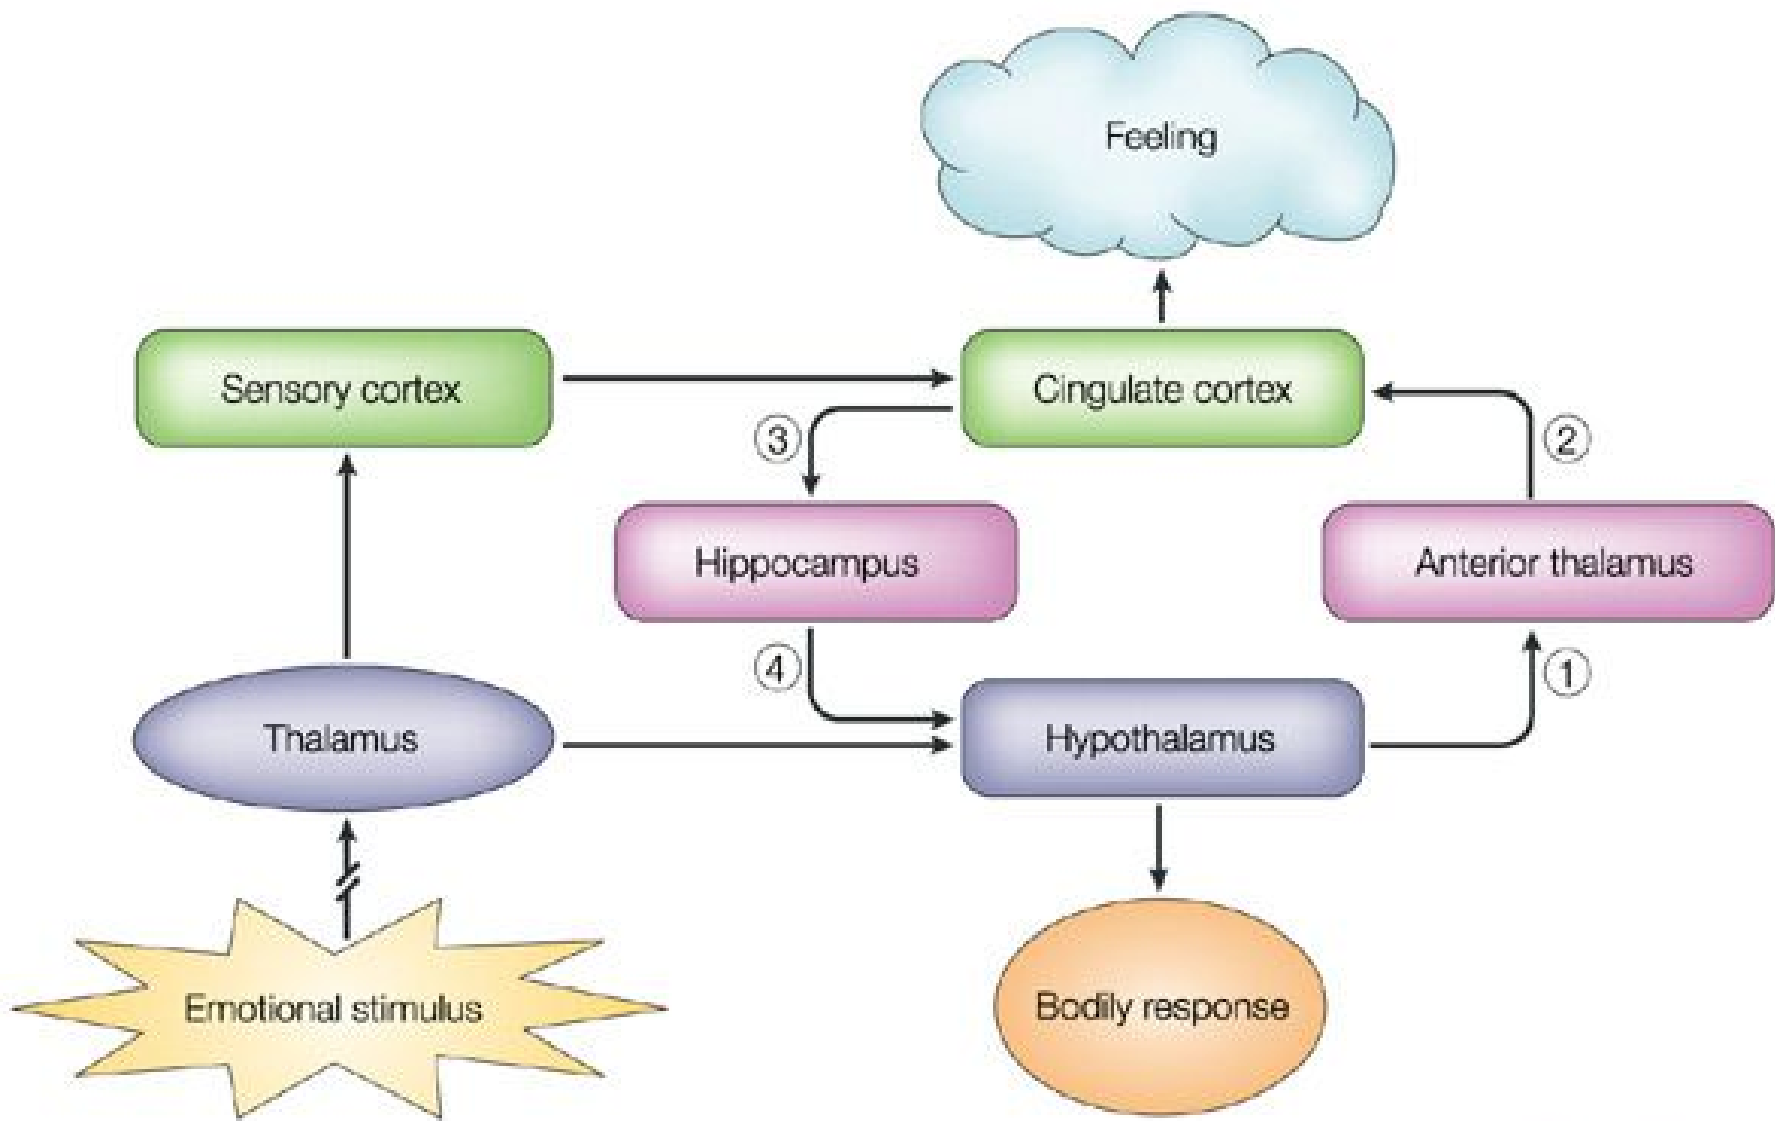 Feeling
Sensory cortex
Cingulate cortex
3
2
Hippocampus
Anterior thalamus
4
1
Thalamus
Hypothalamus
Emotional stimulus
Bodily response